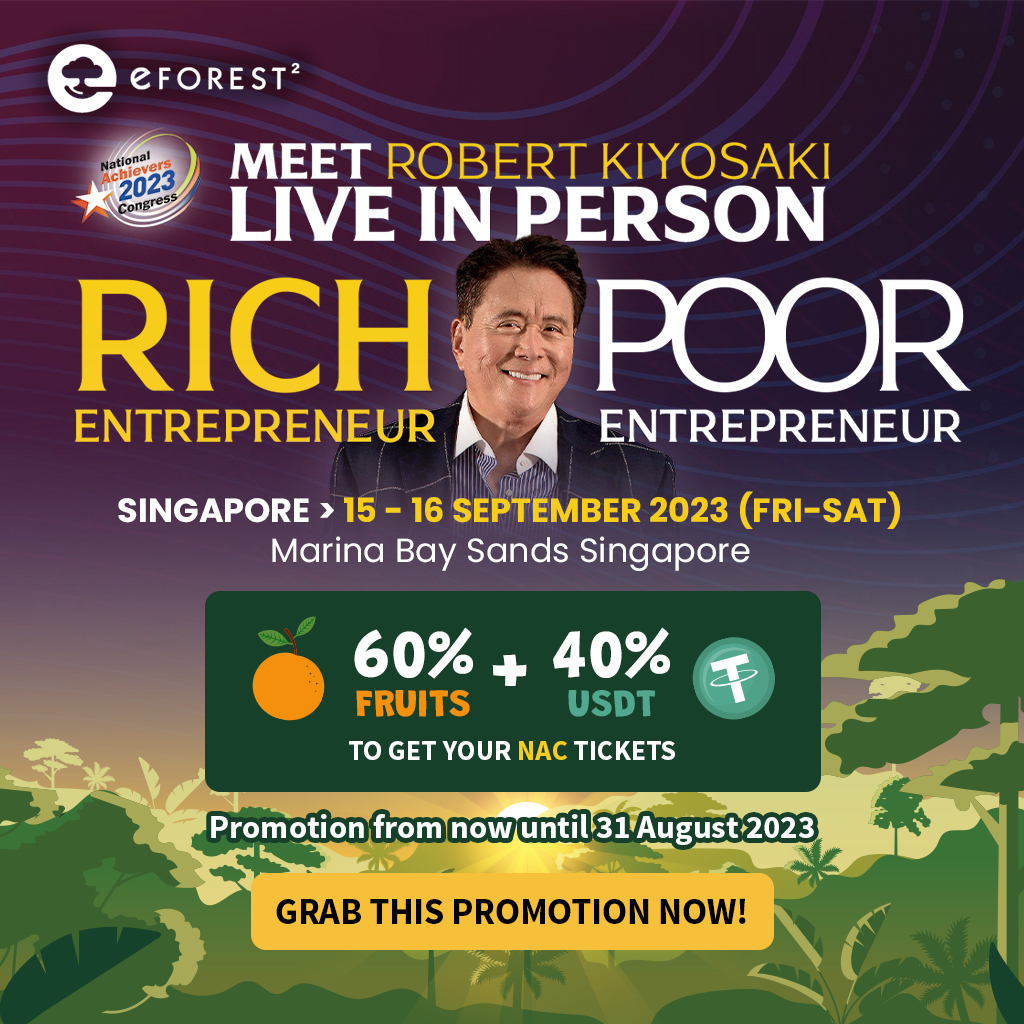 eFOREST²
National
Achievers
2023
Congress
MEET ROBERT KIYOSAKI
LIVE IN PERSON
RICH POOR
ENTREPRENEUR ENTREPRENEUR
SINGAPORE > 15 - 16 SEPTEMBER 2023 (FRI-SAT)
Marina Bay Sands Singapore
60% + 40%
FRUITS USDT
TO GET YOUR NAC TICKETS
Promotion from now until 31 August 2023
GRAB THIS PROMOTION NOW!